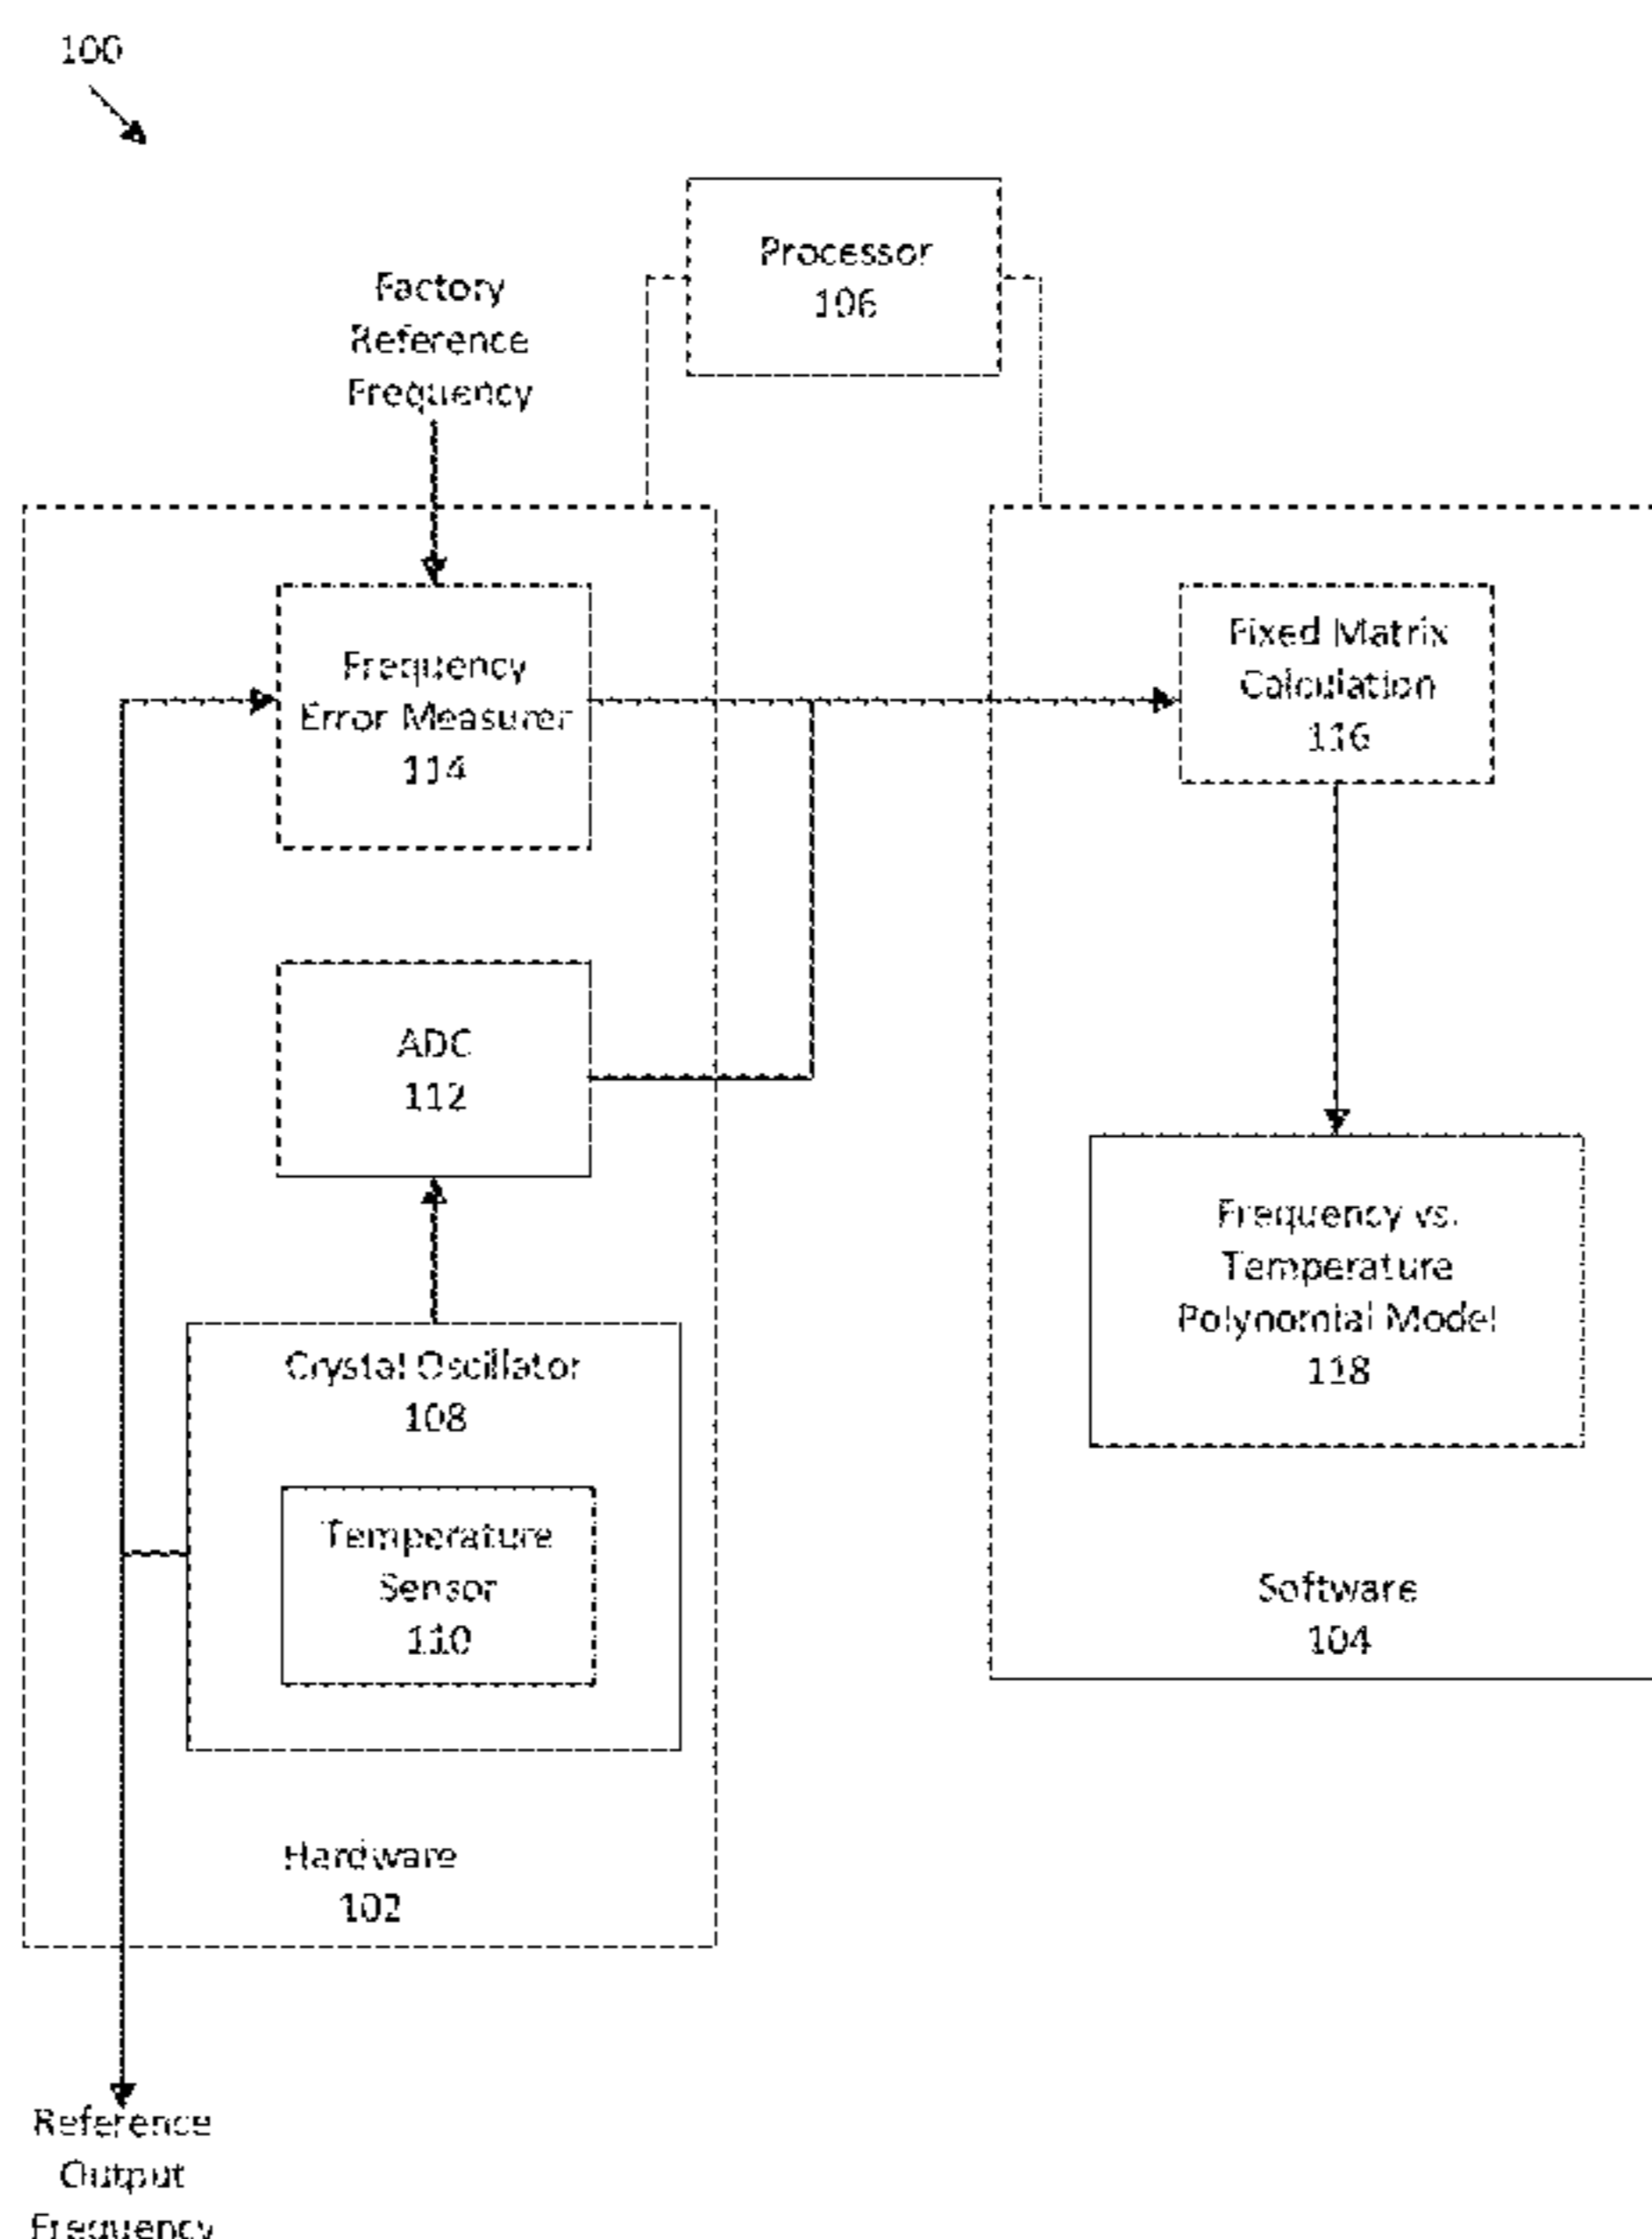 100
Processor
106
Factory
Reference
Frequency
Frequency
Error Measurer
114
Fixed Matrix
Calculation
116
ADC
112
Frequency vs.
Temperature
Polynomial Model
118
Crystal Oscillator
108
Temperature
Sensor
110
Software
104
Hardware
102
Reference
Output
Frequency